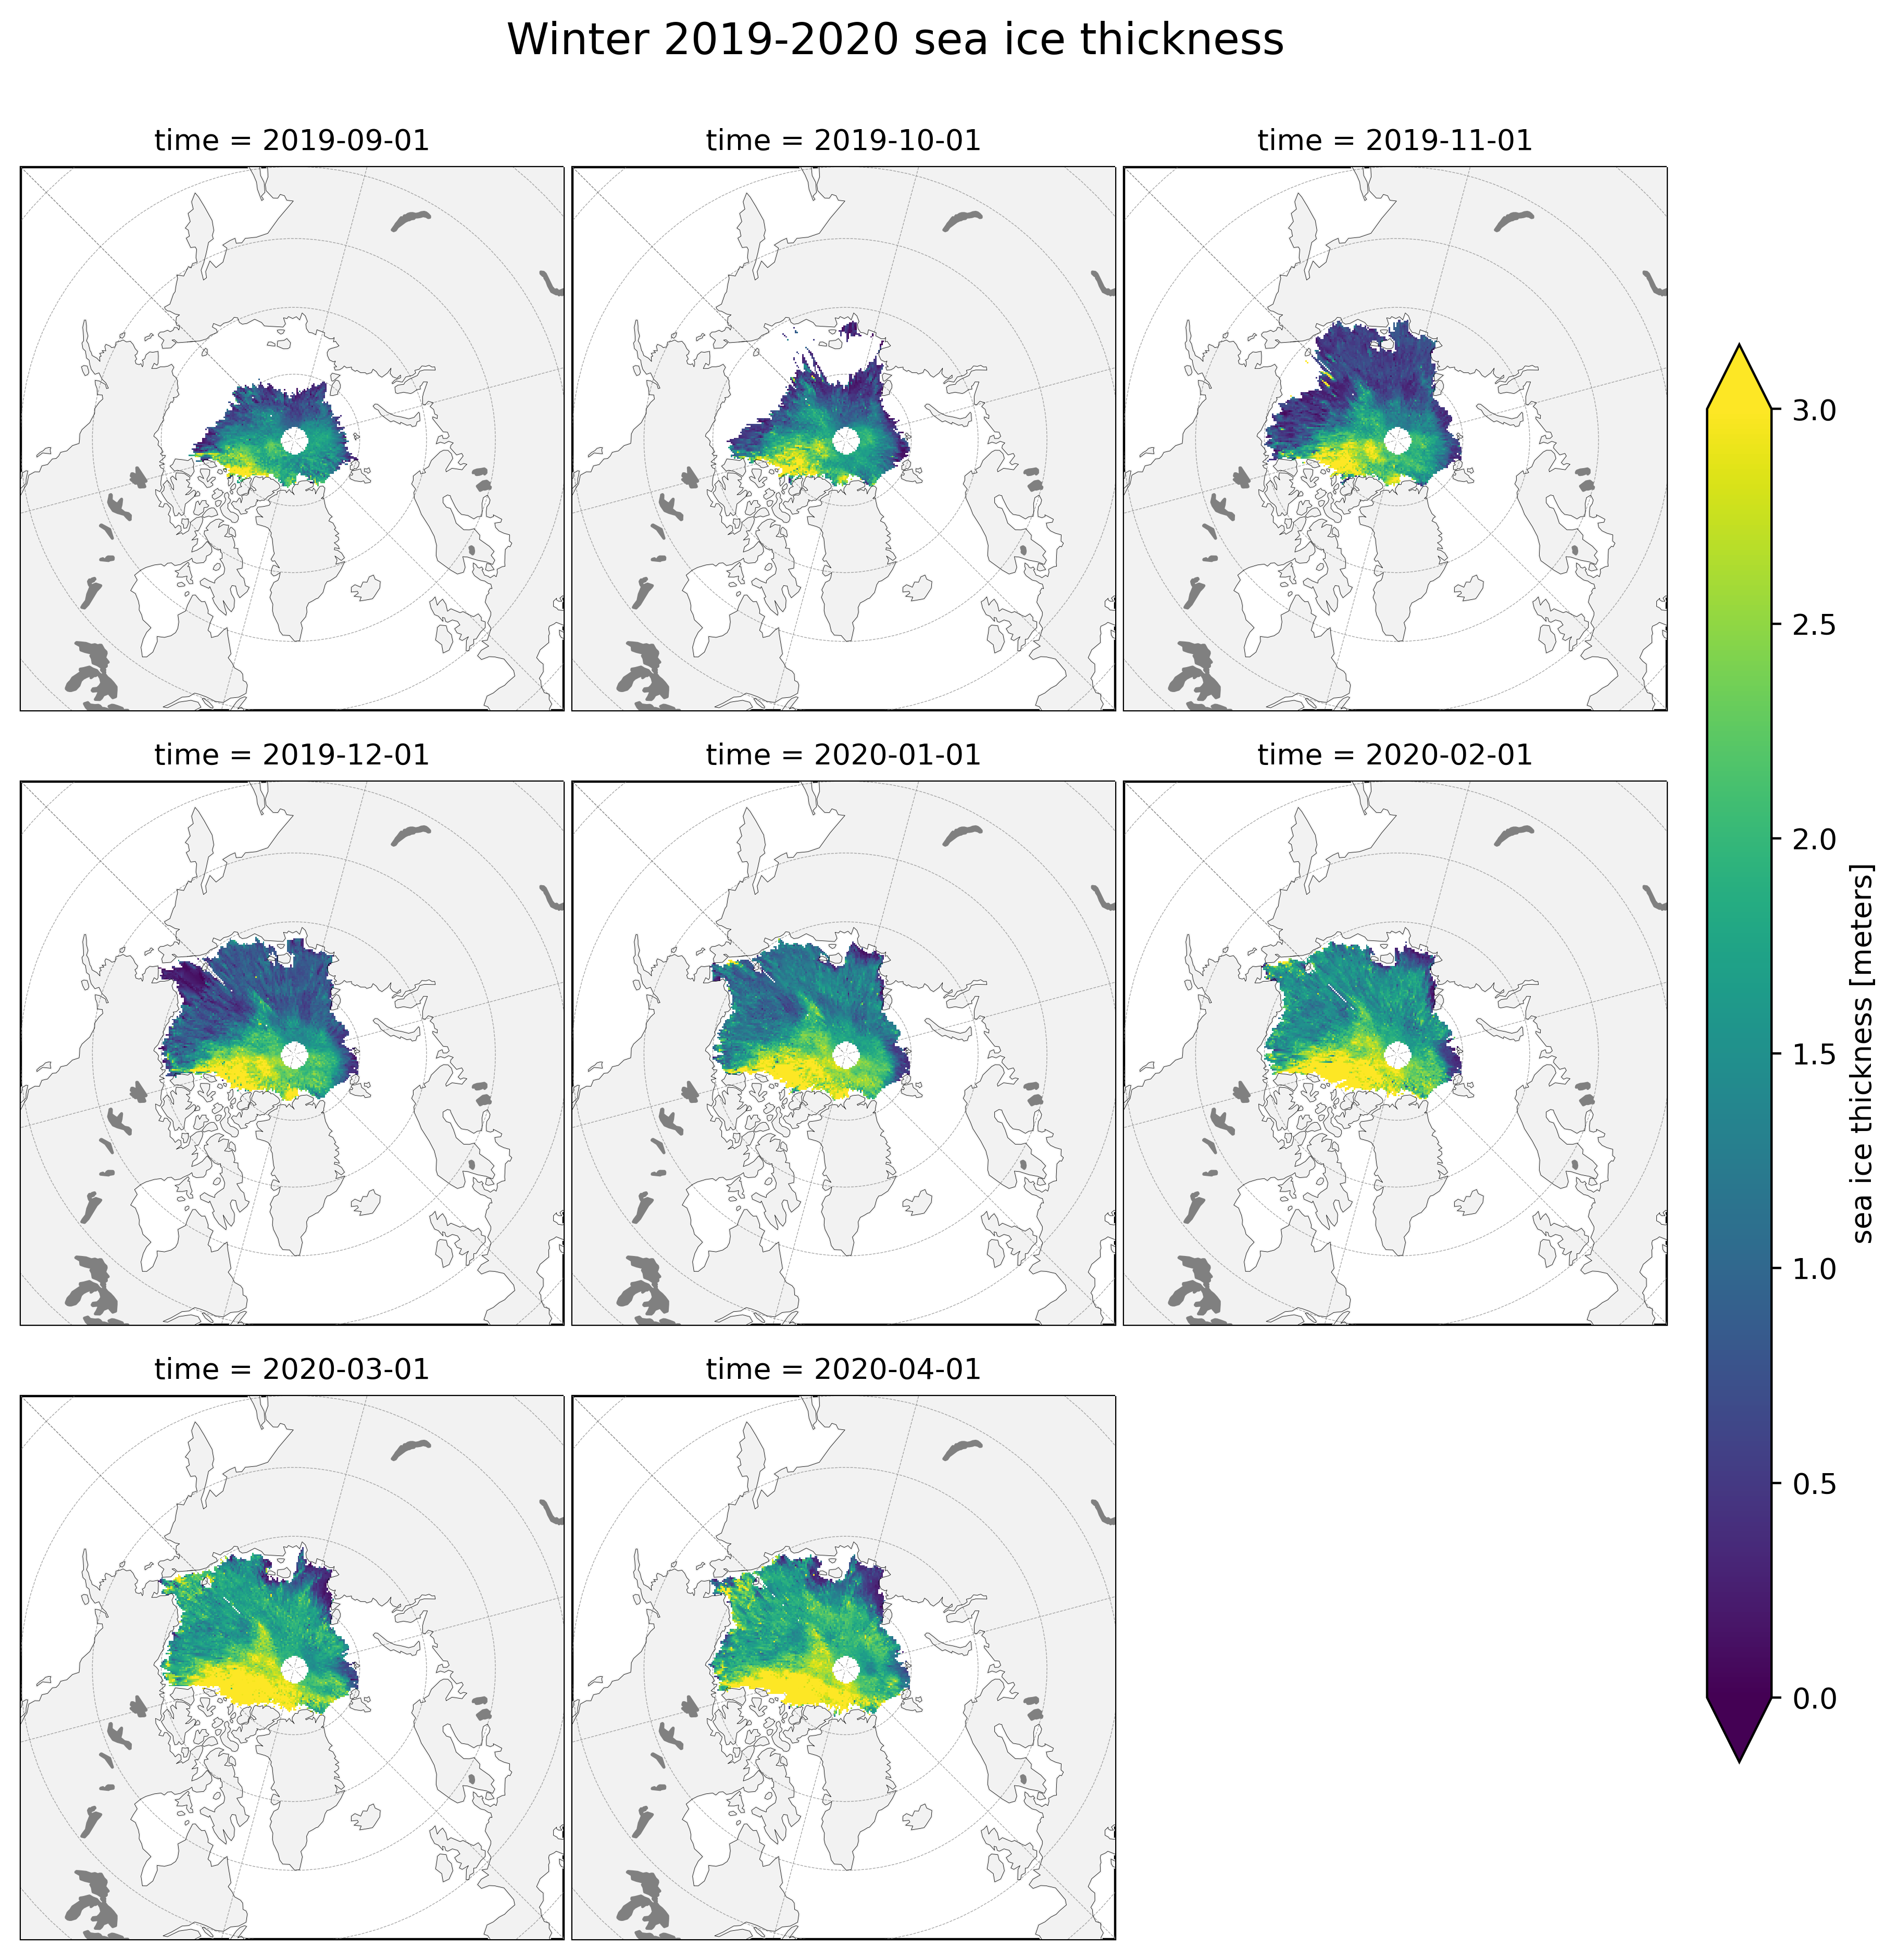 Winter 2019-2020 sea ice thickness
time = 2019-09-01
time = 2019-10-01
time = 2019-11-01
time = 2019-12-01
time = 2020-01-01
time = 2020-02-01
time = 2020-03-01
time = 2020-04-01
3.0
2.5
2.0
1.5
1.0
0.5
0.0
sea ice thickness [meters]